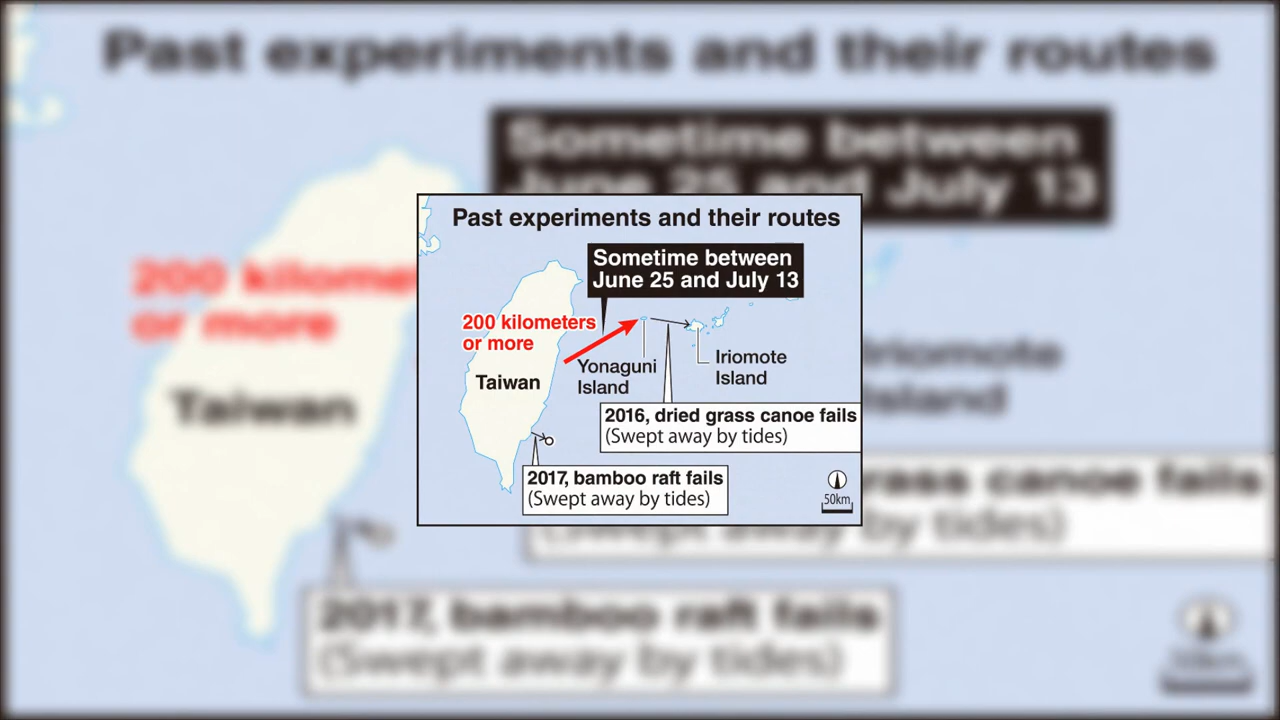 Past experiments and their routes
Sometime between
June 25 and July 13
200 kilometers
or more
Taiwan
Yonaguni
Island
Iriomote
Island
2016, dried grass canoe fails
(Swept away by tides)
2017, bamboo raft fails
(Swept away by tides)
50km